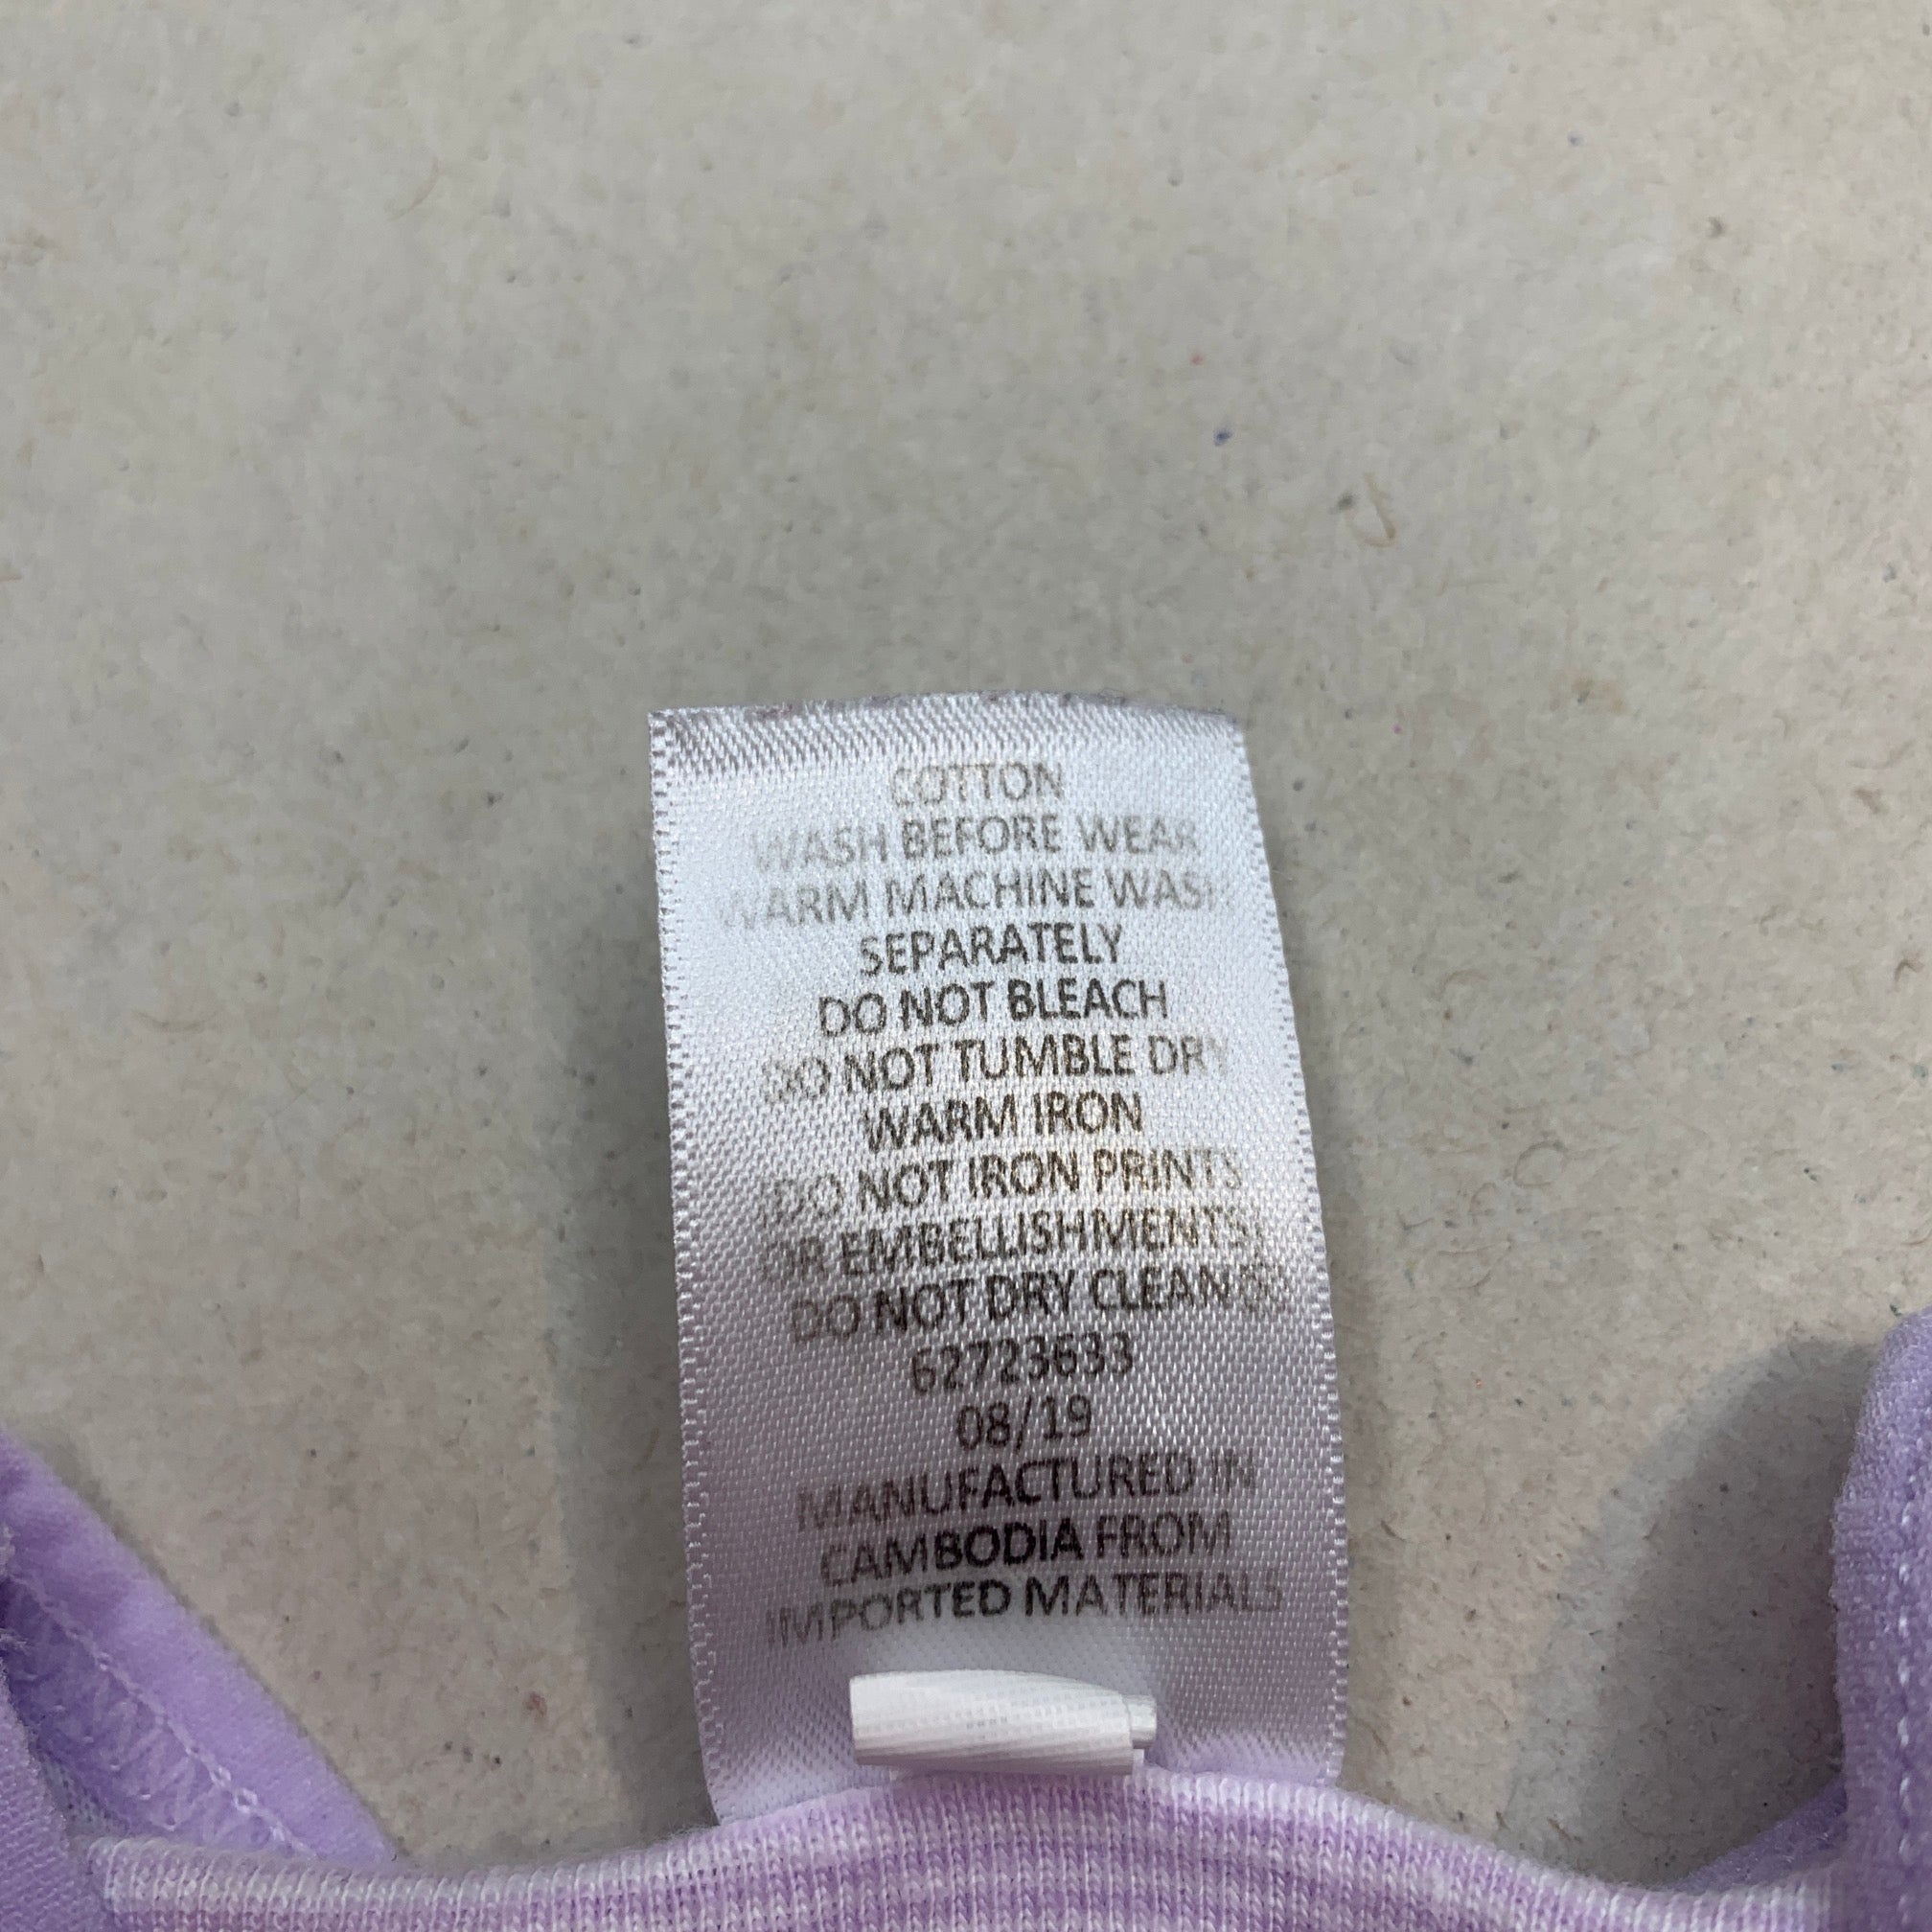 COTTON
WASH BEFORE WEAR
WARM MACHINE WASH
SEPARATELY
DO NOT BLEACH
DO NOT TUMBLE DRY
WARM IRON
DO NOT IRON PRINTS
OR EMBELLISHMENTS
DO NOT DRY CLEAN
62723633
08/19
MANUFACTURED IN
CAMBODIA FROM
IMPORTED MATERIALS